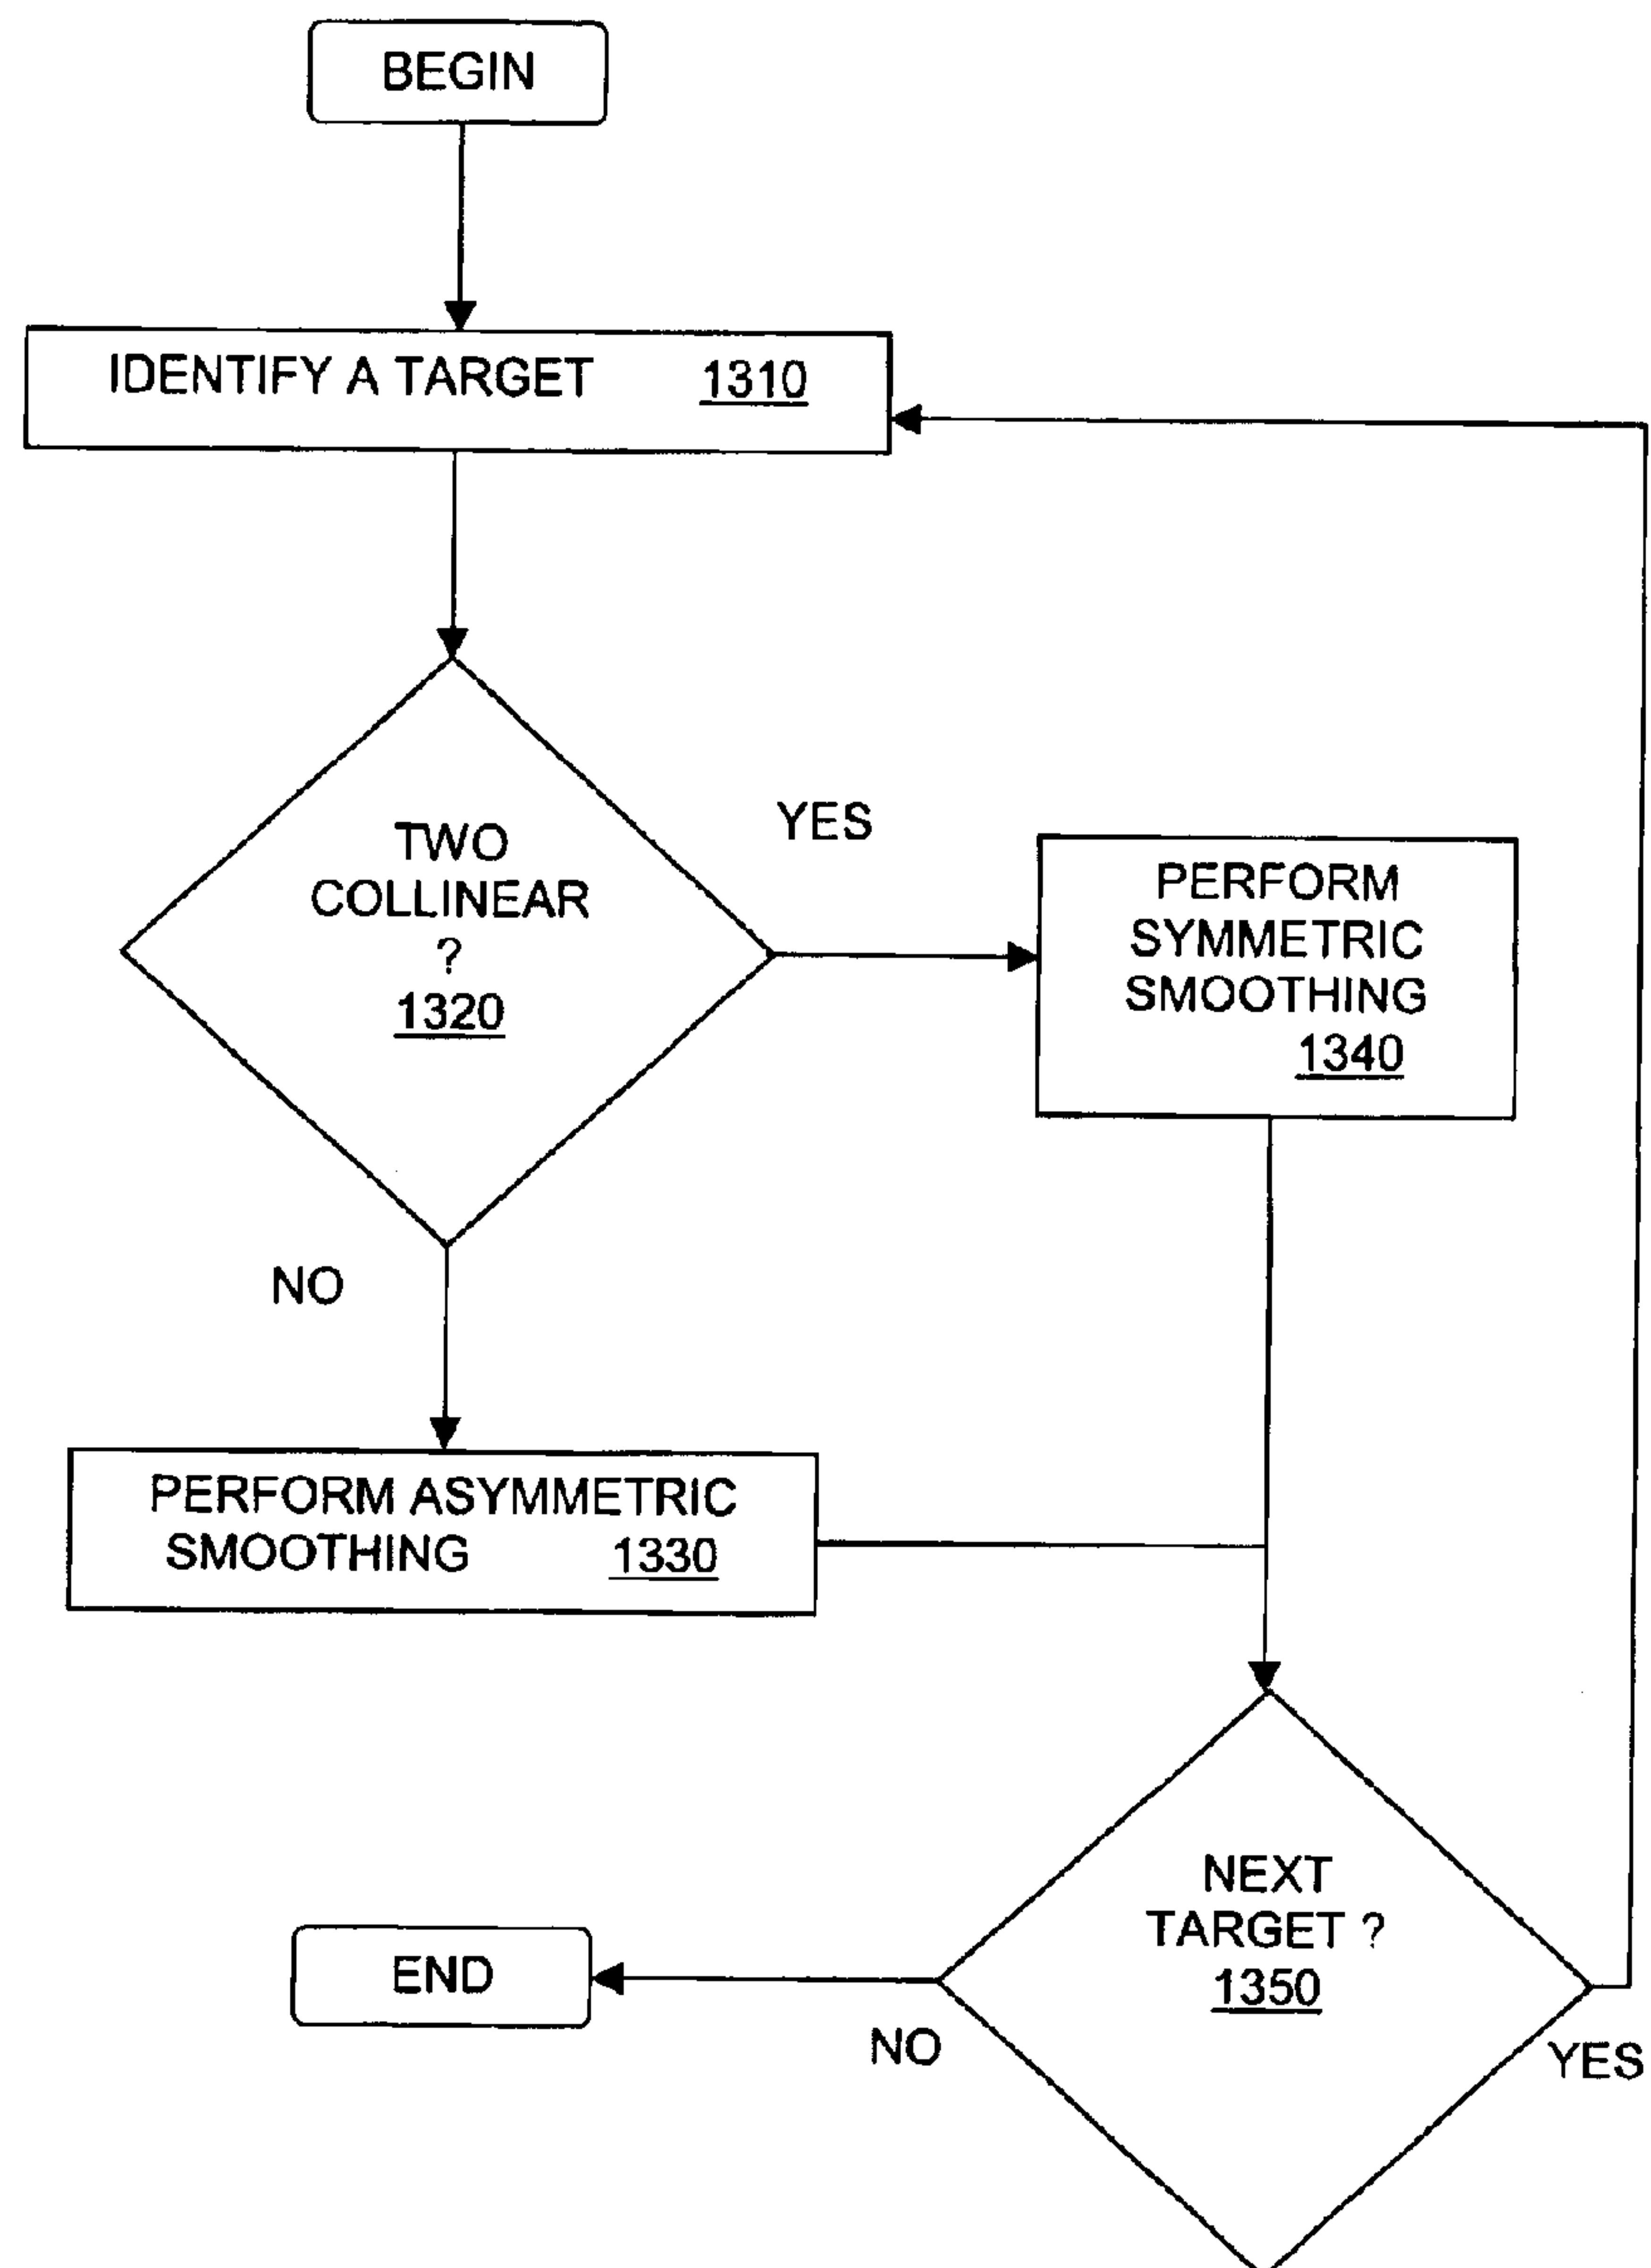 BEGIN
IDENTIFY A TARGET 1310
TWO
COLLINEAR
?
1320
YES
PERFORM
SYMMETRIC
SMOOTHING
1340
NO
PERFORM ASYMMETRIC
SMOOTHING 1330
NEXT
TARGET ?
1350
END
NO
YES